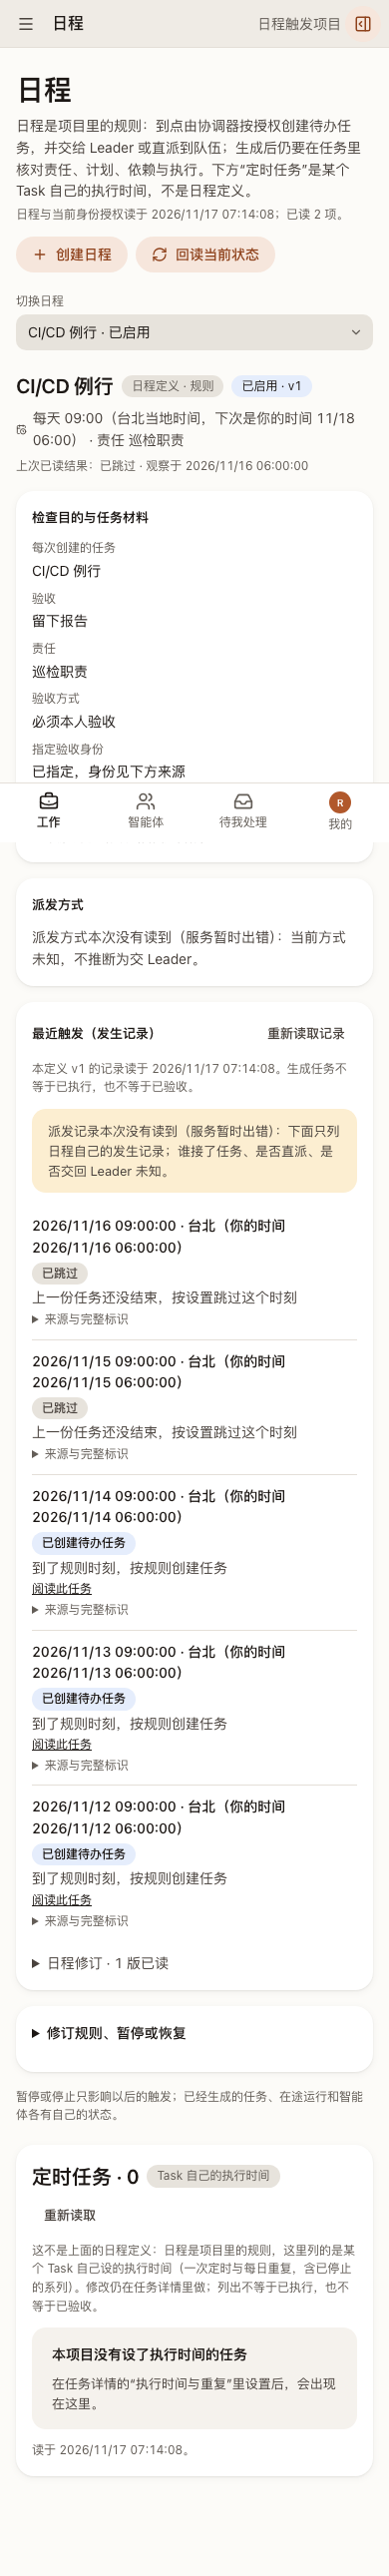 日程
日程触发项目
日程
日程是项目里的规则：到点由协调器按授权创建待办任
务，并交给 Leader 或直派到队伍；生成后仍要在任务里
核对责任、计划、依赖与执行。下方“定时任务”是某个
Task 自己的执行时间，不是日程定义。
日程与当前身份授权读于 2026/11/17 07:14:08；已读 2 项。
创建日程
回读当前状态
切换日程
CI/CD 例行 · 已启用
CI/CD 例行
日程定义 · 规则
已启用 · v1
每天 09:00（台北当地时间，下次是你的时间 11/18
06:00） · 责任 巡检职责
上次已读结果：已跳过 · 观察于 2026/11/16 06:00:00
检查目的与任务材料
每次创建的任务
CI/CD 例行
验收
留下报告
责任
巡检职责
验收方式
必须本人验收
指定验收身份
已指定，身份见下方来源
工作
智能体
待我处理
R
我的
派发方式
派发方式本次没有读到（服务暂时出错）：当前方式
未知，不推断为交 Leader。
最近触发（发生记录）
重新读取记录
本定义 v1 的记录读于 2026/11/17 07:14:08。生成任务不
等于已执行，也不等于已验收。
派发记录本次没有读到（服务暂时出错）：下面只列
日程自己的发生记录；谁接了任务、是否直派、是
否交回 Leader 未知。
2026/11/16 09:00:00 · 台北（你的时间
2026/11/16 06:00:00）
已跳过
上一份任务还没结束，按设置跳过这个时刻
来源与完整标识
2026/11/15 09:00:00 · 台北（你的时间
2026/11/15 06:00:00）
已跳过
上一份任务还没结束，按设置跳过这个时刻
来源与完整标识
2026/11/14 09:00:00 · 台北（你的时间
2026/11/14 06:00:00）
已创建待办任务
到了规则时刻，按规则创建任务
阅读此任务
来源与完整标识
2026/11/13 09:00:00 · 台北（你的时间
2026/11/13 06:00:00）
已创建待办任务
到了规则时刻，按规则创建任务
阅读此任务
来源与完整标识
2026/11/12 09:00:00 · 台北（你的时间
2026/11/12 06:00:00）
已创建待办任务
到了规则时刻，按规则创建任务
阅读此任务
来源与完整标识
日程修订 · 1 版已读
修订规则、暂停或恢复
暂停或停止只影响以后的触发；已经生成的任务、在途运行和智能
体各有自己的状态。
定时任务 · 0
Task 自己的执行时间
重新读取
这不是上面的日程定义：日程是项目里的规则，这里列的是某
个 Task 自己设的执行时间（一次定时与每日重复，含已停止
的系列）。修改仍在任务详情里做；列出不等于已执行，也不
等于已验收。
本项目没有设了执行时间的任务
在任务详情的“执行时间与重复”里设置后，会出现
在这里。
读于 2026/11/17 07:14:08。